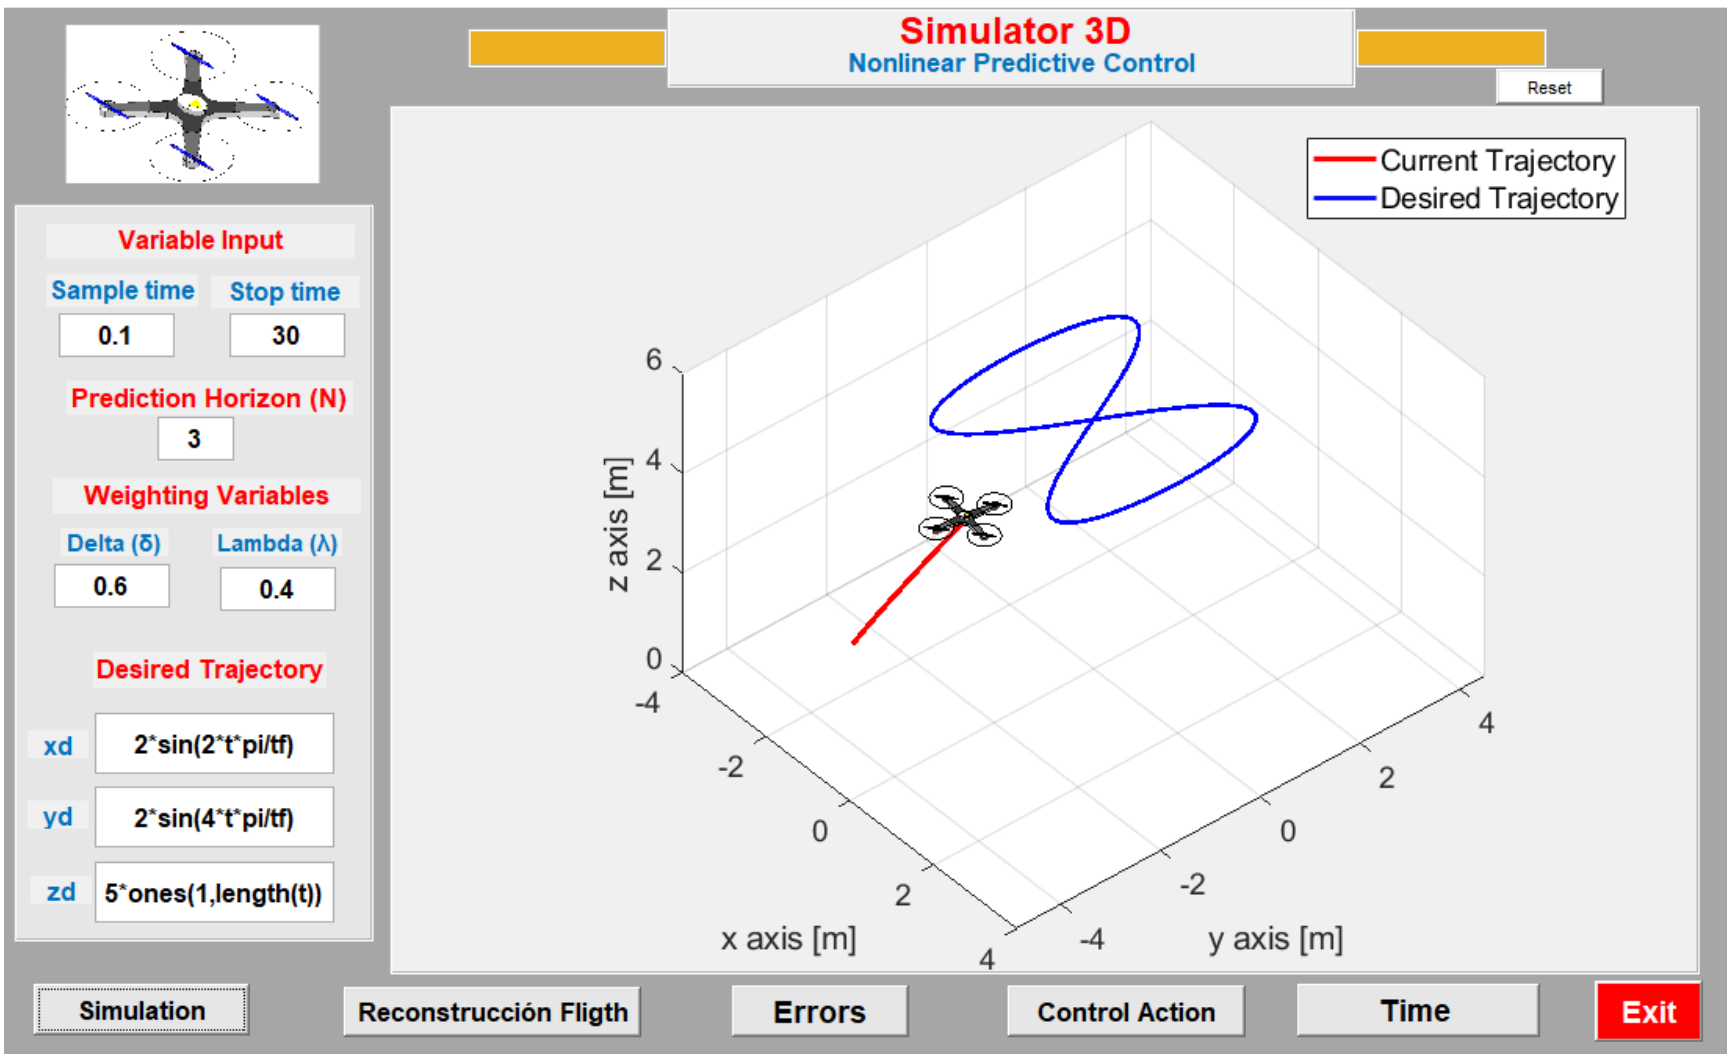 Simulator 3D
Nonlinear Predictive Control
Reset
Variable Input
Sample time Stop time
0.1 30
Prediction Horizon (N)
3
Weighting Variables
Delta (δ) Lambda (λ)
0.6 0.4
Desired Trajectory
xd 2*sin(2*t*pi/tf)
yd 2*sin(4*t*pi/tf)
zd 5*ones(1,length(t))
Current Trajectory
Desired Trajectory
6
4
2
0
z axis [m]
-4
-2
0
2
4
x axis [m]
-4
-2
0
2
4
y axis [m]
Simulation Reconstrucción Fligth Errors Control Action Time Exit